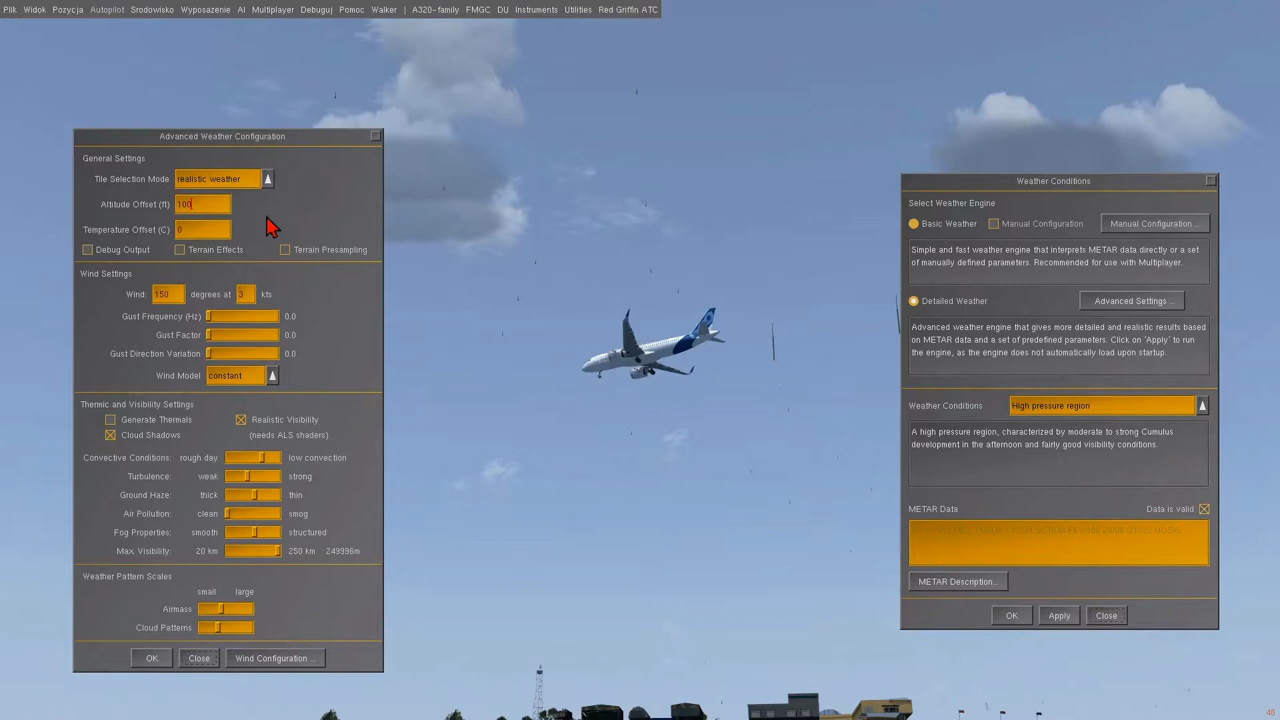 Plik Widok Pozycja Autopilot Środowisko Wyposażenie AI Multiplayer Debuguj Pomoc Walker | A320-family FMGC DU Instruments Utilities Red Griffin ATC
Advanced Weather Configuration
General Settings
Tile Selection Mode realistic weather
Altitude Offset (ft) 100
Temperature Offset (C) 0
Debug Output Terrain Effects Terrain Presampling
Wind Settings
Wind: 150 degrees at 3 kts
Gust Frequency (Hz) 0.0
Gust Factor 0.0
Gust Direction Variation 0.0
Wind Model constant
Thermic and Visibility Settings
Generate Thermals Realistic Visibility
Cloud Shadows (needs ALS shaders)
Convective Conditions: rough day low convection
Turbulence: weak strong
Ground Haze: thick thin
Air Pollution: clean smog
Fog Properties: smooth structured
Max. Visibility: 20 km 250 km 249996m
Weather Pattern Scales
small large
Airmass
Cloud Patterns
OK Close Wind Configuration ...
Weather Conditions
Select Weather Engine
Basic Weather Manual Configuration Manual Configuration ...
Simple and fast weather engine that interprets METAR data directly or a set
of manually defined parameters. Recommended for use with Multiplayer.
Detailed Weather Advanced Settings ...
Advanced weather engine that gives more detailed and realistic results based
on METAR data and a set of predefined parameters. Click on 'Apply' to run
the engine, as the engine does not automatically load upon startup.
Weather Conditions High pressure region
A high pressure region, characterized by moderate to strong Cumulus
development in the afternoon and fairly good visibility conditions.
METAR Data Data is valid
NOSIG
METAR Description...
OK Apply Close
46